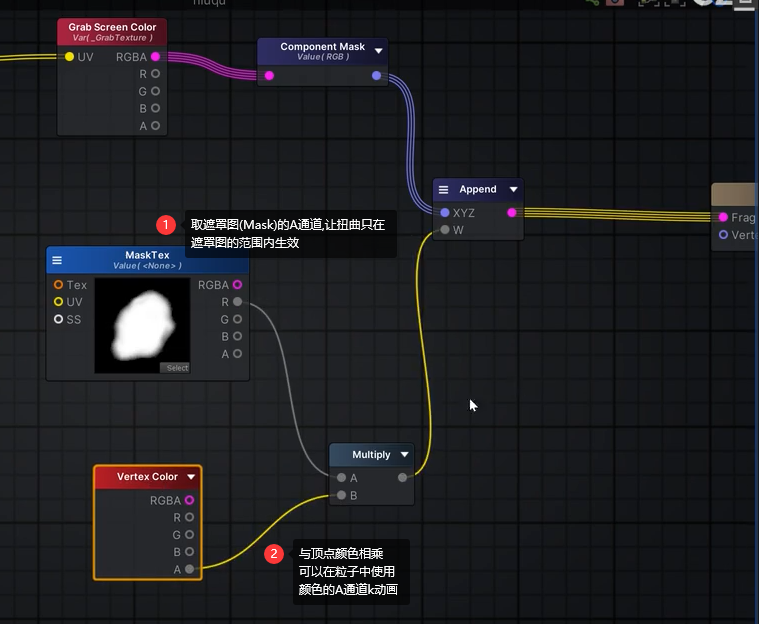 niuqu
Grab Screen Color
Var( _GrabTexture )
UV
RGBA
R
G
B
A
Component Mask
Value( RGB )
Append
XYZ
W
Frag
Vert
1
取遮罩图(Mask)的A通道,让扭曲只在
遮罩图的范围内生效
MaskTex
Value( <None> )
Tex
RGBA
UV
R
SS
G
B
A
Select
Multiply
A
B
Vertex Color
RGBA
R
G
B
A
2
与顶点颜色相乘
可以在粒子中使用
颜色的A通道k动画